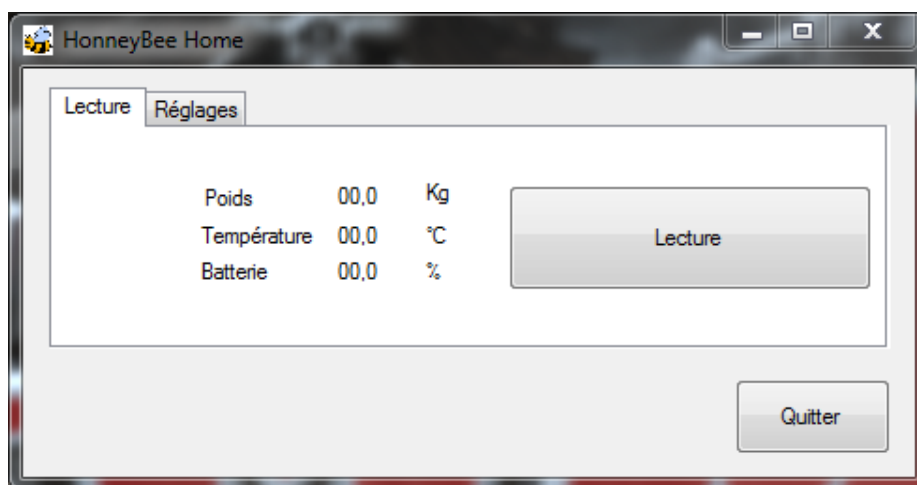 HonneyBee Home
Lecture Réglages
Poids 00,0 Kg
Température 00,0 °C
Lecture
Batterie 00,0 %
Quitter